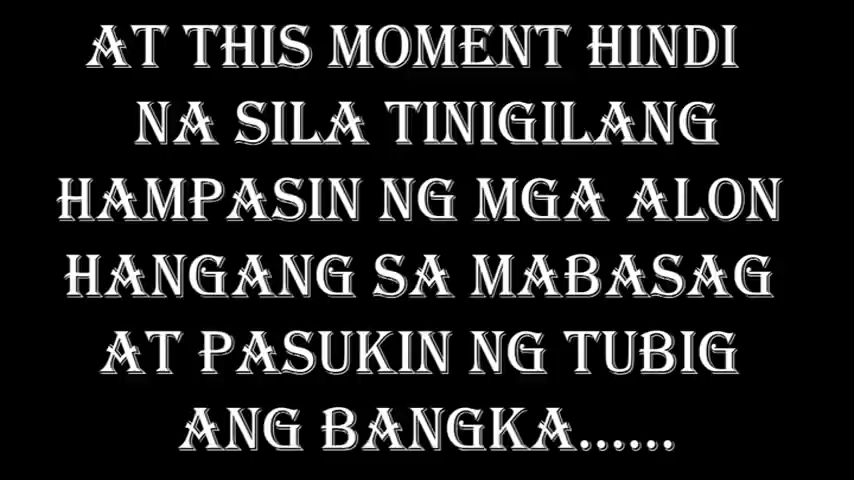 AT THIS MOMENT HINDI
NA SILA TINIGILANG
HAMPASIN NG MGA ALON
HANGANG SA MABASAG
AT PASUKIN NG TUBIG
ANG BANGKA......